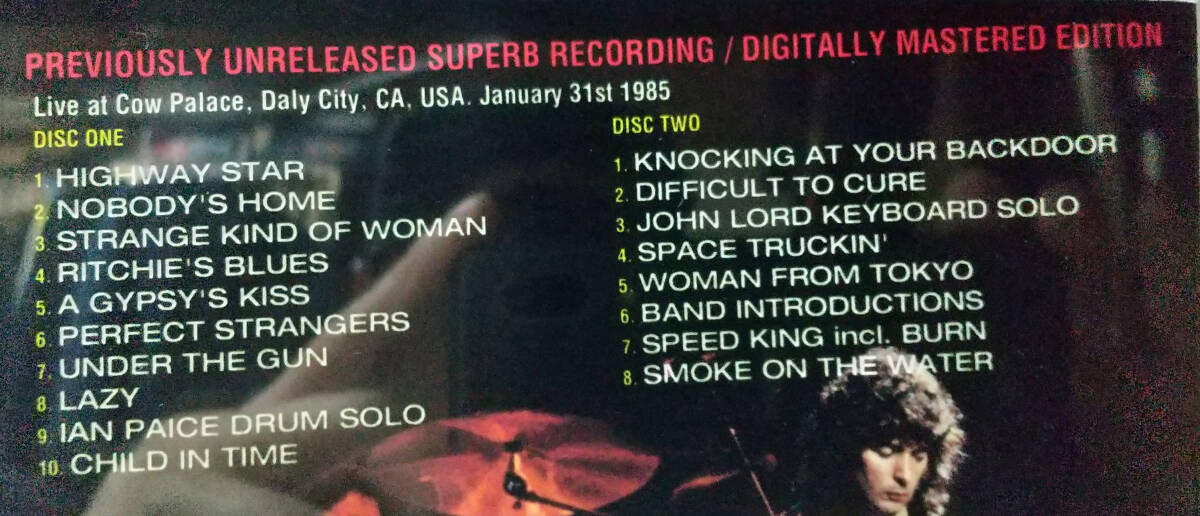 PREVIOUSLY UNRELEASED SUPERB RECORDING / DIGITALLY MASTERED EDITION
Live at Cow Palace, Daly City, CA, USA. January 31st 1985
DISC ONE
1. HIGHWAY STAR
2. NOBODY'S HOME
3. STRANGE KIND OF WOMAN
4. RITCHIE'S BLUES
5. A GYPSY'S KISS
6. PERFECT STRANGERS
7. UNDER THE GUN
8. LAZY
9. IAN PAICE DRUM SOLO
10. CHILD IN TIME
DISC TWO
1. KNOCKING AT YOUR BACKDOOR
2. DIFFICULT TO CURE
3. JOHN LORD KEYBOARD SOLO
4. SPACE TRUCKIN'
5. WOMAN FROM TOKYO
6. BAND INTRODUCTIONS
7. SPEED KING incl. BURN
8. SMOKE ON THE WATER